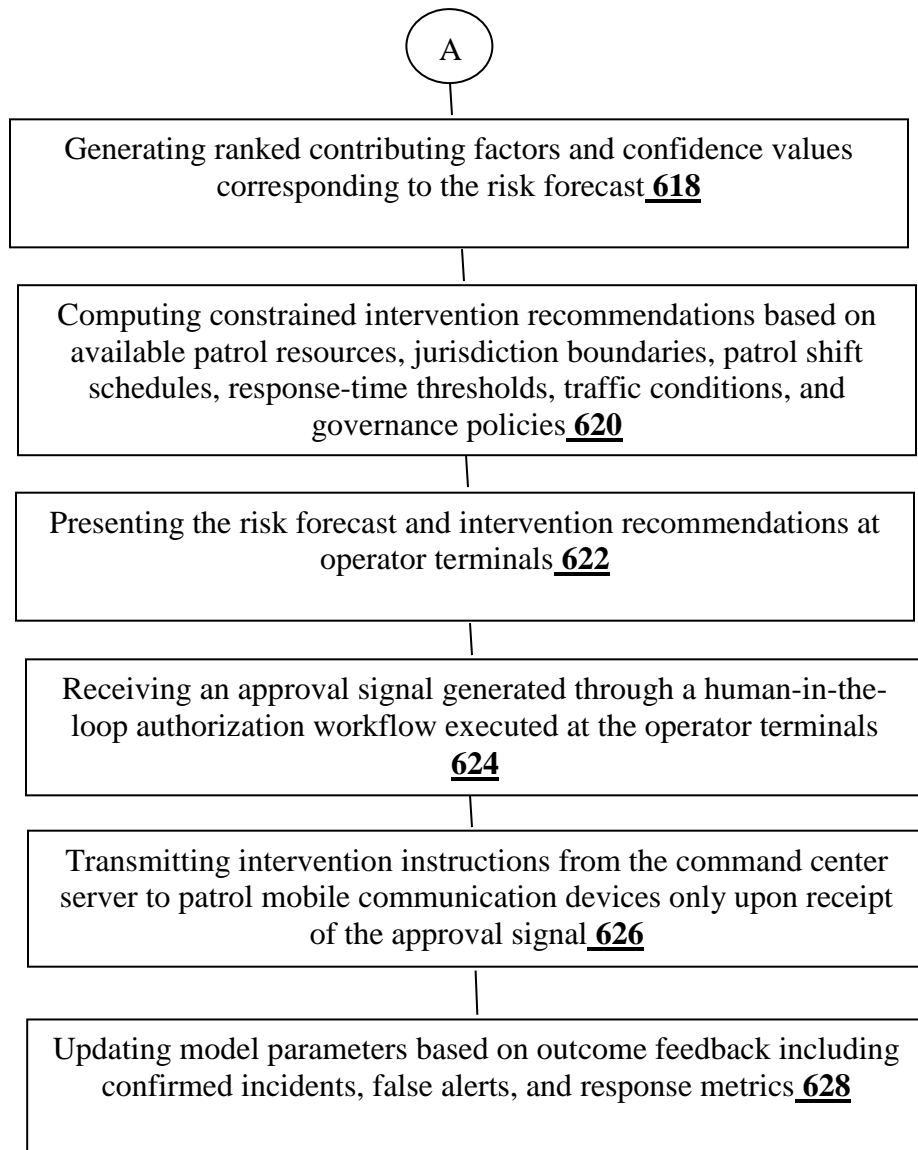 A
Generating ranked contributing factors and confidence values
corresponding to the risk forecast 618
Computing constrained intervention recommendations based on
available patrol resources, jurisdiction boundaries, patrol shift
schedules, response-time thresholds, traffic conditions, and
governance policies 620
Presenting the risk forecast and intervention recommendations at
operator terminals 622
Receiving an approval signal generated through a human-in-the-
loop authorization workflow executed at the operator terminals
624
Transmitting intervention instructions from the command center
server to patrol mobile communication devices only upon receipt
of the approval signal 626
Updating model parameters based on outcome feedback including
confirmed incidents, false alerts, and response metrics 628